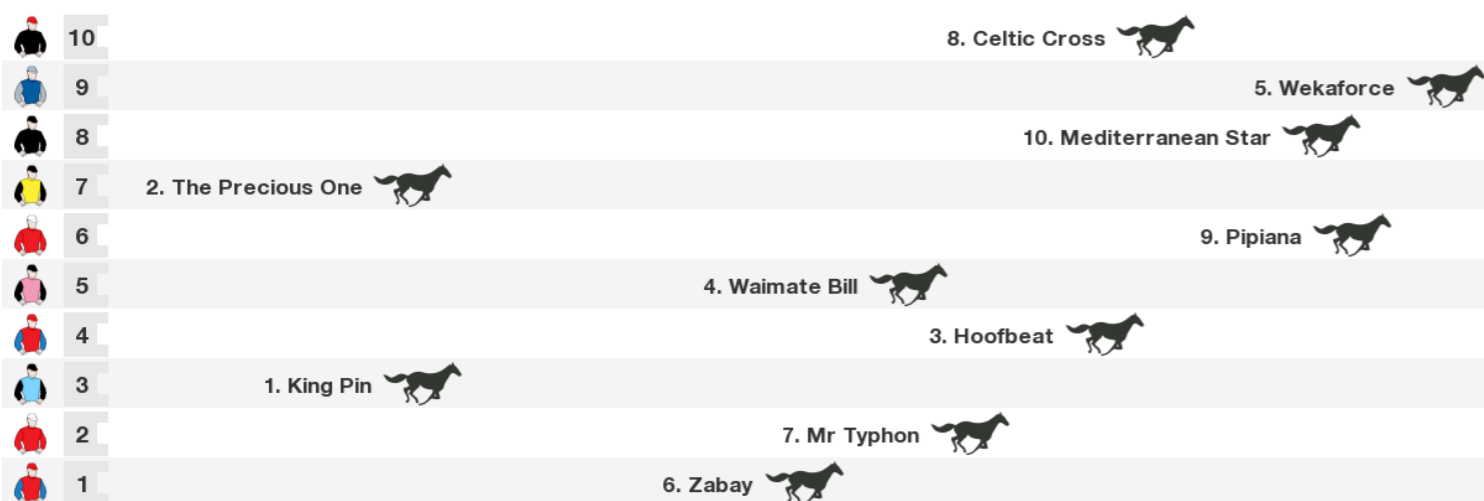 10 8. Celtic Cross
9 5. Wekaforce
8 10. Mediterranean Star
7 2. The Precious One
6 9. Pipiana
5 4. Waimate Bill
4 3. Hoofbeat
3 1. King Pin
2 7. Mr Typhon
1 6. Zabay